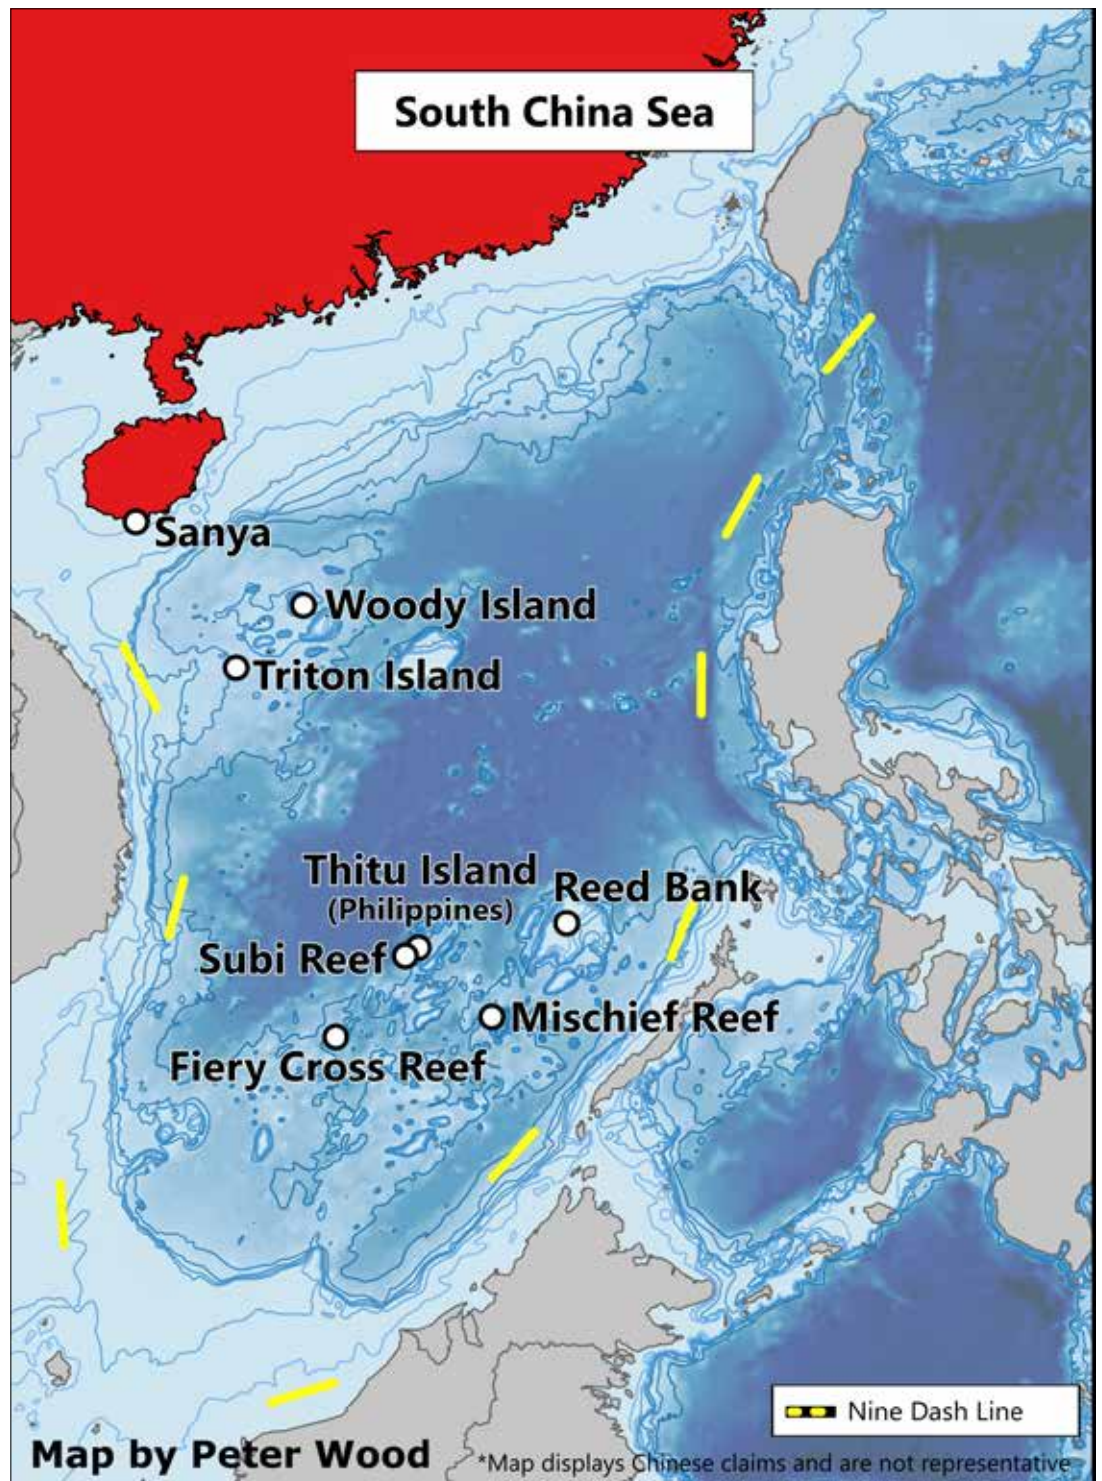 South China Sea
Sanya
Woody Island
Triton Island
Thitu Island
(Philippines)
Reed Bank
Subi Reef
Mischief Reef
Fiery Cross Reef
Nine Dash Line
Map by Peter Wood
*Map displays Chinese claims and are not representative